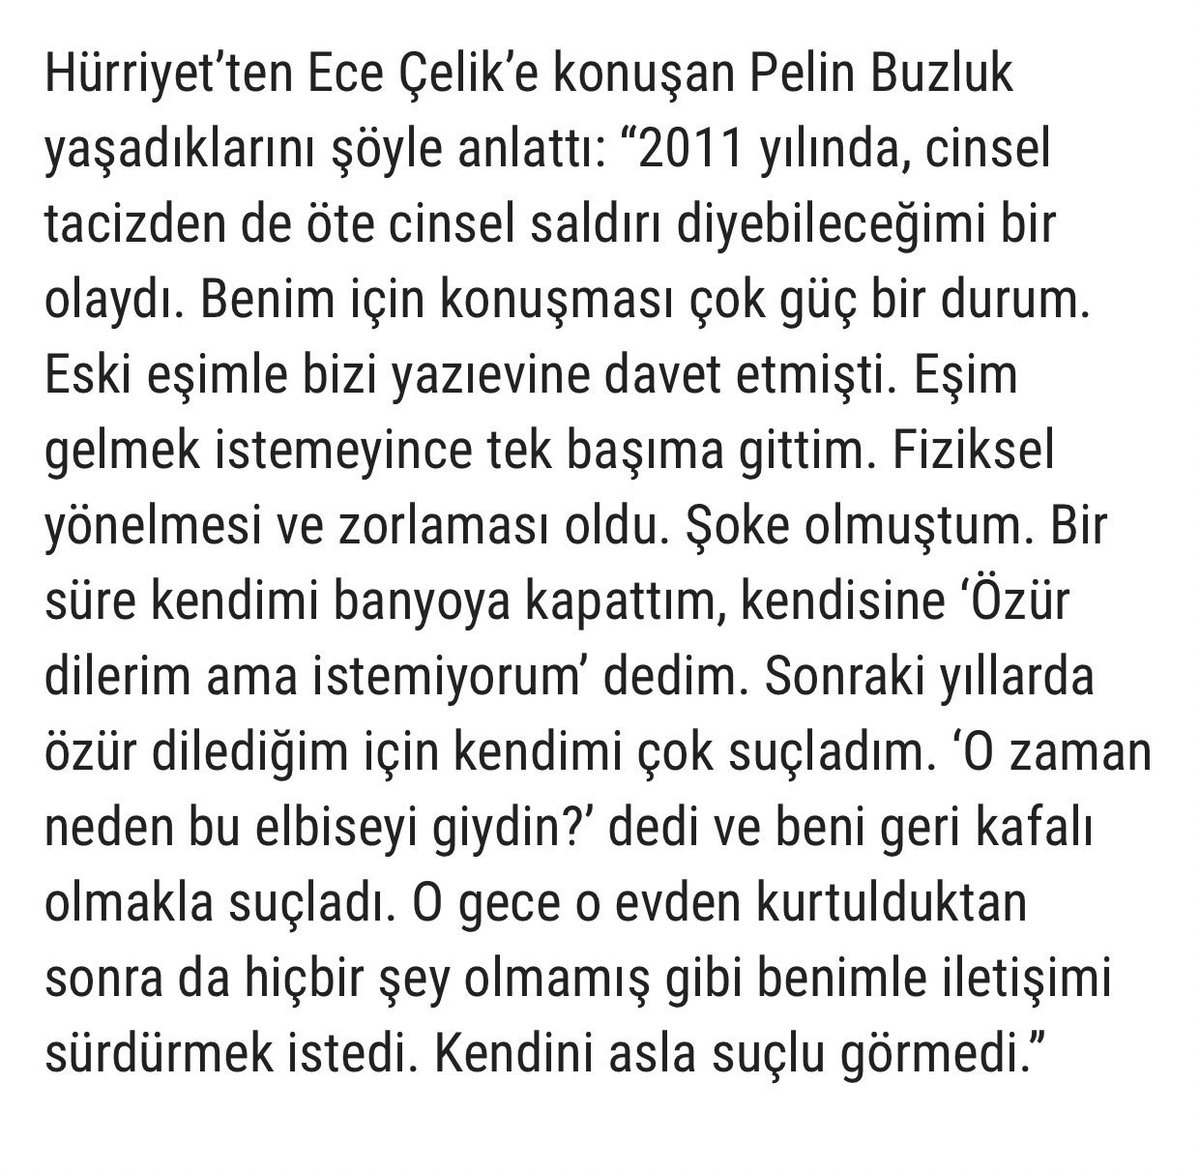 Hürriyet’ten Ece Çelik’e konuşan Pelin Buzluk
yaşadıklarını şöyle anlattı: “2011 yılında, cinsel
tacizden de öte cinsel saldırı diyebileceğimi bir
olaydı. Benim için konuşması çok güç bir durum.
Eski eşimle bizi yazıevine davet etmişti. Eşim
gelmek istemeyince tek başıma gittim. Fiziksel
yönelmesi ve zorlaması oldu. Şoke olmuştum. Bir
süre kendimi banyoya kapattım, kendisine ‘Özür
dilerim ama istemiyorum’ dedim. Sonraki yıllarda
özür dilediğim için kendimi çok suçladım. ‘O zaman
neden bu elbiseyi giydin?’ dedi ve beni geri kafalı
olmakla suçladı. O gece o evden kurtulduktan
sonra da hiçbir şey olmamış gibi benimle iletişimi
sürdürmek istedi. Kendini asla suçlu görmedi.”